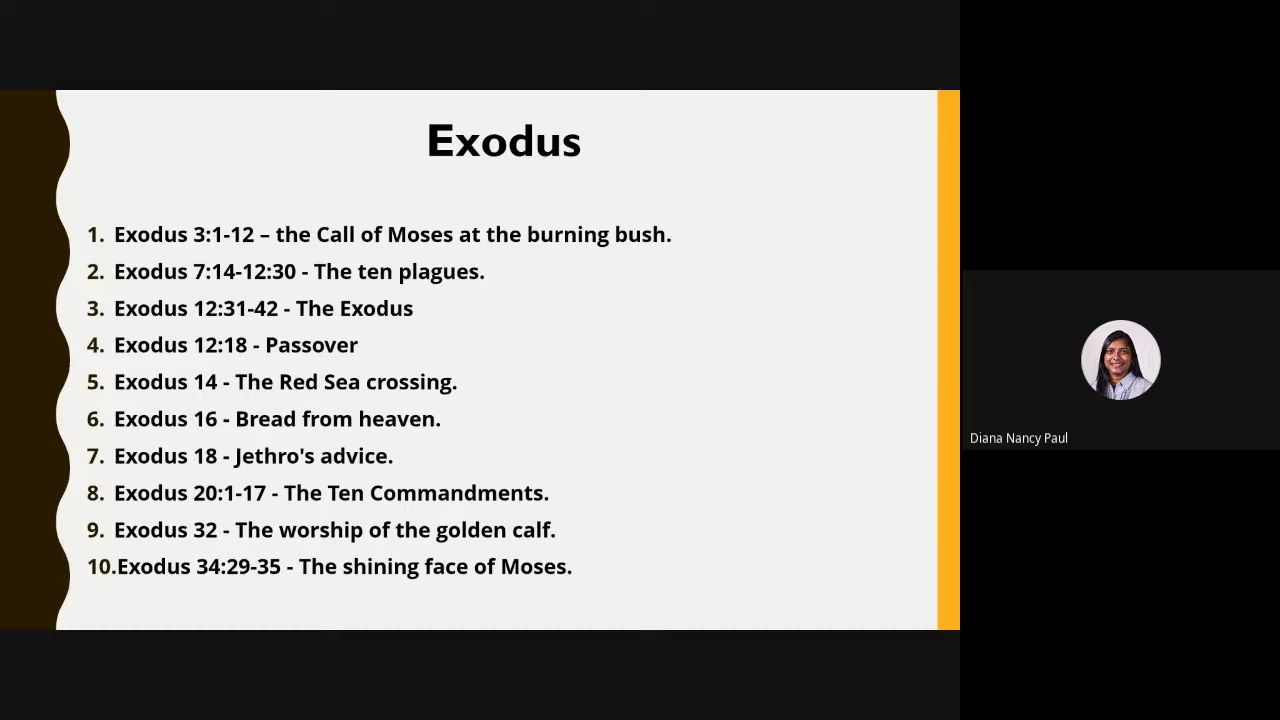 Exodus
1. Exodus 3:1-12 – the Call of Moses at the burning bush.
2. Exodus 7:14-12:30 - The ten plagues.
3. Exodus 12:31-42 - The Exodus
4. Exodus 12:18 - Passover
5. Exodus 14 - The Red Sea crossing.
6. Exodus 16 - Bread from heaven.
7. Exodus 18 - Jethro's advice.
8. Exodus 20:1-17 - The Ten Commandments.
9. Exodus 32 - The worship of the golden calf.
10.Exodus 34:29-35 - The shining face of Moses.
Diana Nancy Paul